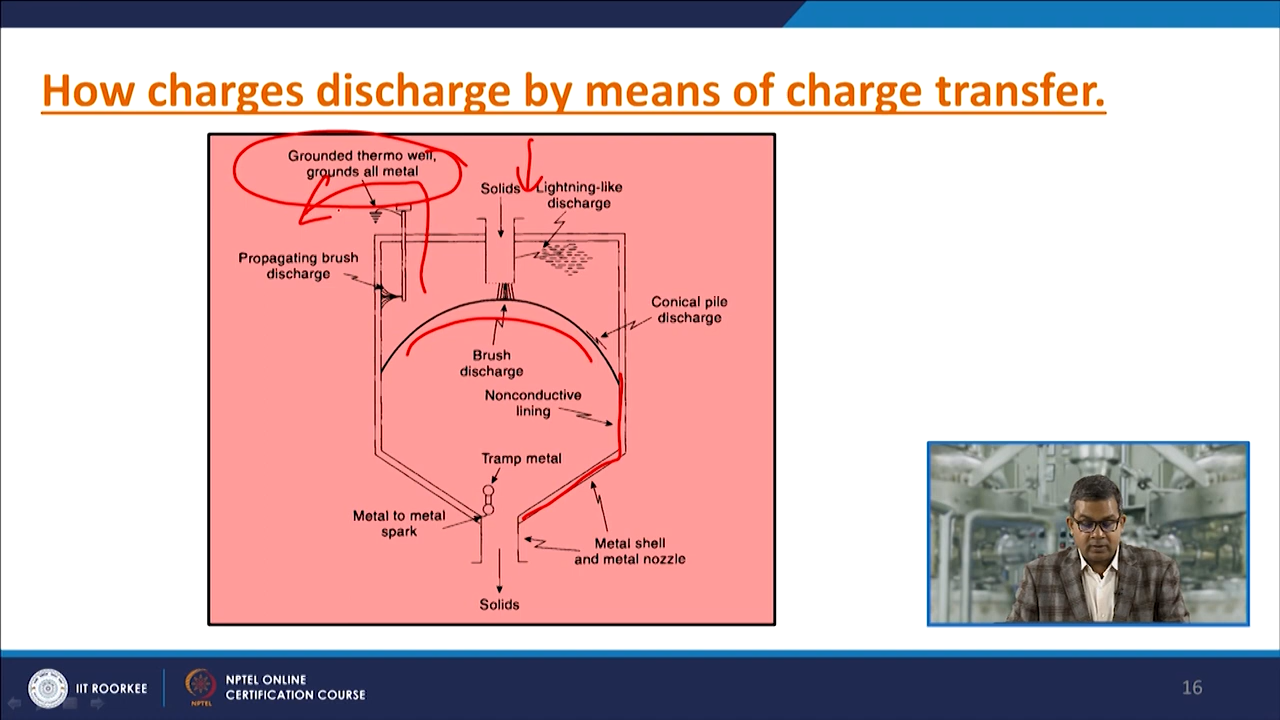 How charges discharge by means of charge transfer.
Grounded thermo well,
grounds all metal
Solids
Lightning-like
discharge
Propagating brush
discharge
Conical pile
discharge
Brush
discharge
Nonconductive
lining
Tramp metal
Metal to metal
spark
Metal shell
and metal nozzle
Solids
IIT ROORKEE
NPTEL
NPTEL ONLINE
CERTIFICATION COURSE
16